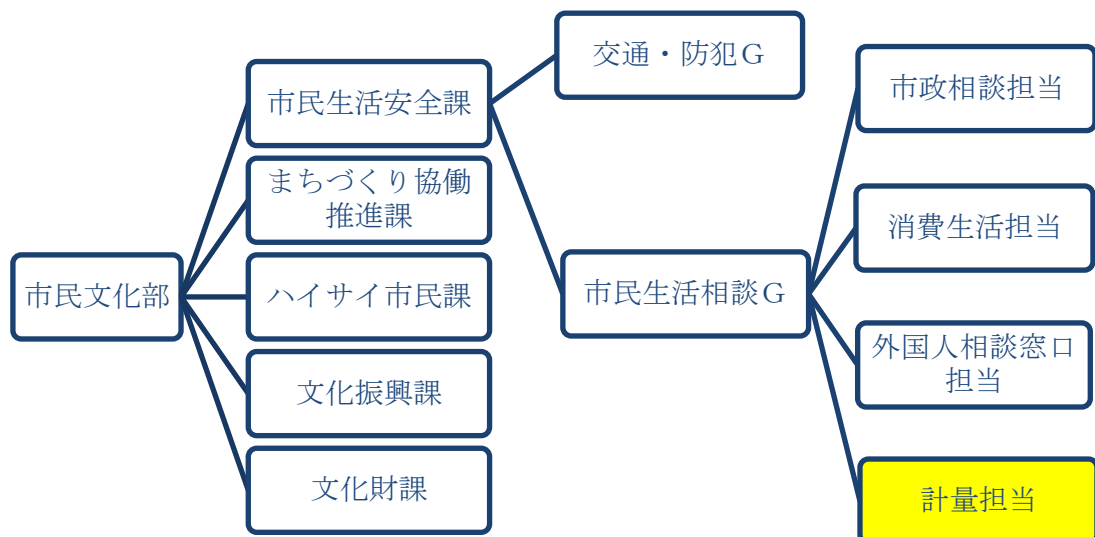 市民文化部
市民生活安全課
まちづくり協働
推進課
ハイサイ市民課
文化振興課
文化財課
交通・防犯Ｇ
市民生活相談Ｇ
市政相談担当
消費生活担当
外国人相談窓口
担当
計量担当